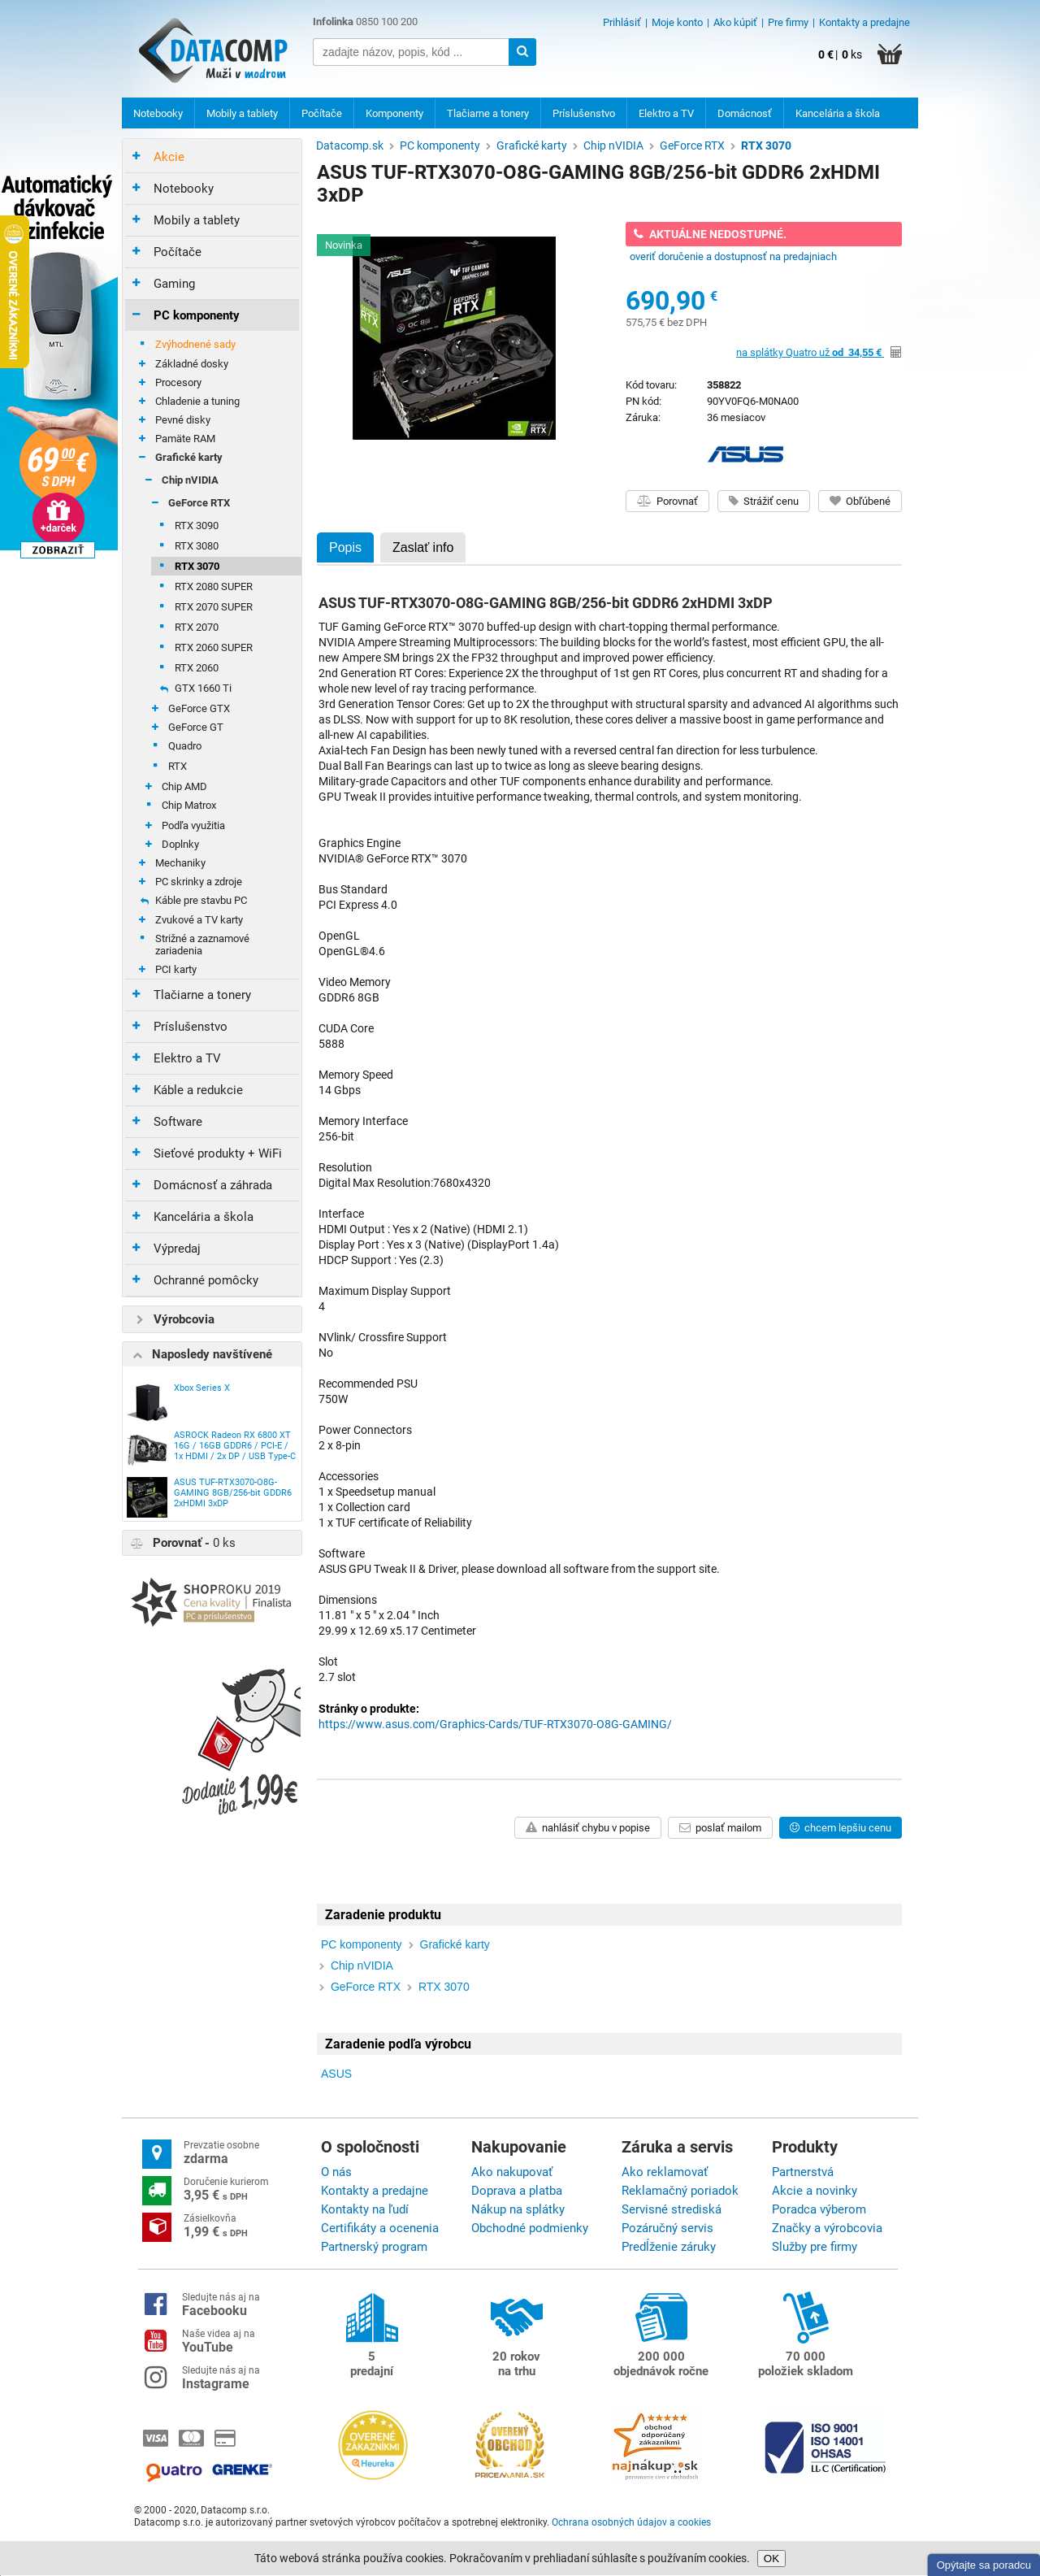 DATACOMP
Muži v modrom
Infolinka 0850 100 200
zadajte názov, popis, kód ...
Prihlásiť | Moje konto | Ako kúpiť | Pre firmy | Kontakty a predajne
0 € | 0 ks
Notebooky
Mobily a tablety
Počítače
Komponenty
Tlačiarne a tonery
Príslušenstvo
Elektro a TV
Domácnosť
Kancelária a škola
Automatický
dávkovač
zinfekcie
OVERENÉ ZÁKAZNÍKMI
MTL
69,00 €
S DPH
+darček
ZOBRAZIŤ
Akcie
Notebooky
Mobily a tablety
Počítače
Gaming
PC komponenty
Zvýhodnené sady
Základné dosky
Procesory
Chladenie a tuning
Pevné disky
Pamäte RAM
Grafické karty
Chip nVIDIA
GeForce RTX
RTX 3090
RTX 3080
RTX 3070
RTX 2080 SUPER
RTX 2070 SUPER
RTX 2070
RTX 2060 SUPER
RTX 2060
GTX 1660 Ti
GeForce GTX
GeForce GT
Quadro
RTX
Chip AMD
Chip Matrox
Podľa využitia
Doplnky
Mechaniky
PC skrinky a zdroje
Káble pre stavbu PC
Zvukové a TV karty
Strižné a zaznamové
zariadenia
PCI karty
Tlačiarne a tonery
Príslušenstvo
Elektro a TV
Káble a redukcie
Software
Sieťové produkty + WiFi
Domácnosť a záhrada
Kancelária a škola
Výpredaj
Ochranné pomôcky
Výrobcovia
Naposledy navštívené
Xbox Series X
ASROCK Radeon RX 6800 XT
16G / 16GB GDDR6 / PCI-E /
1x HDMI / 2x DP / USB Type-C
ASUS TUF-RTX3070-O8G-
GAMING 8GB/256-bit GDDR6
2xHDMI 3xDP
Porovnať - 0 ks
SHOPROKU 2019
Cena kvality | Finalista
PC a príslušenstvo
Dodanie
iba 1,99€
Datacomp.sk > PC komponenty > Grafické karty > Chip nVIDIA > GeForce RTX > RTX 3070
ASUS TUF-RTX3070-O8G-GAMING 8GB/256-bit GDDR6 2xHDMI
3xDP
Novinka
AKTUÁLNE NEDOSTUPNÉ.
overiť doručenie a dostupnosť na predajniach
690,90 €
575,75 € bez DPH
na splátky Quatro už od 34,55 €
Kód tovaru: 358822
PN kód: 90YV0FQ6-M0NA00
Záruka: 36 mesiacov
ASUS
Porovnať
Strážiť cenu
Obľúbené
Popis
Zaslať info
ASUS TUF-RTX3070-O8G-GAMING 8GB/256-bit GDDR6 2xHDMI 3xDP
TUF Gaming GeForce RTX™ 3070 buffed-up design with chart-topping thermal performance.
NVIDIA Ampere Streaming Multiprocessors: The building blocks for the world's fastest, most efficient GPU, the all-
new Ampere SM brings 2X the FP32 throughput and improved power efficiency.
2nd Generation RT Cores: Experience 2X the throughput of 1st gen RT Cores, plus concurrent RT and shading for a
whole new level of ray tracing performance.
3rd Generation Tensor Cores: Get up to 2X the throughput with structural sparsity and advanced AI algorithms such
as DLSS. Now with support for up to 8K resolution, these cores deliver a massive boost in game performance and
all-new AI capabilities.
Axial-tech Fan Design has been newly tuned with a reversed central fan direction for less turbulence.
Dual Ball Fan Bearings can last up to twice as long as sleeve bearing designs.
Military-grade Capacitors and other TUF components enhance durability and performance.
GPU Tweak II provides intuitive performance tweaking, thermal controls, and system monitoring.
Graphics Engine
NVIDIA® GeForce RTX™ 3070
Bus Standard
PCI Express 4.0
OpenGL
OpenGL®4.6
Video Memory
GDDR6 8GB
CUDA Core
5888
Memory Speed
14 Gbps
Memory Interface
256-bit
Resolution
Digital Max Resolution:7680x4320
Interface
HDMI Output : Yes x 2 (Native) (HDMI 2.1)
Display Port : Yes x 3 (Native) (DisplayPort 1.4a)
HDCP Support : Yes (2.3)
Maximum Display Support
4
NVlink/ Crossfire Support
No
Recommended PSU
750W
Power Connectors
2 x 8-pin
Accessories
1 x Speedsetup manual
1 x Collection card
1 x TUF certificate of Reliability
Software
ASUS GPU Tweak II & Driver, please download all software from the support site.
Dimensions
11.81 " x 5 " x 2.04 " Inch
29.99 x 12.69 x5.17 Centimeter
Slot
2.7 slot
Stránky o produkte:
https://www.asus.com/Graphics-Cards/TUF-RTX3070-O8G-GAMING/
nahlásiť chybu v popise
poslať mailom
chcem lepšiu cenu
Zaradenie produktu
PC komponenty > Grafické karty
> Chip nVIDIA
> GeForce RTX > RTX 3070
Zaradenie podľa výrobcu
ASUS
Prevzatie osobne
zdarma
Doručenie kurierom
3,95 € s DPH
Zásielkovňa
1,99 € s DPH
O spoločnosti
O nás
Kontakty a predajne
Kontakty na ľudí
Certifikáty a ocenenia
Partnerský program
Nakupovanie
Ako nakupovať
Doprava a platba
Nákup na splátky
Obchodné podmienky
Záruka a servis
Ako reklamovať
Reklamačný poriadok
Servisné strediská
Pozáručný servis
Predĺženie záruky
Produkty
Partnerstvá
Akcie a novinky
Poradca výberom
Značky a výrobcovia
Služby pre firmy
Sledujte nás aj na
Facebooku
Naše videa aj na
YouTube
Sledujte nás aj na
Instagrame
5
predajní
20 rokov
na trhu
200 000
objednávok ročne
70 000
položiek skladom
VISA
Quatro
GRENKE
OVERENÉ
ZÁKAZNÍKMI
Heureka
OVERENÝ
OBCHOD
PRICEMANIA.SK
obchod
odporúčaný
zákazníkmi
najnákup.sk
porovnanie cien v obchodoch
ISO 9001
ISO 14001
OHSAS
LL-C (Certification)
© 2000 - 2020, Datacomp s.r.o.
Datacomp s.r.o. je autorizovaný partner svetových výrobcov počítačov a spotrebnej elektroniky. Ochrana osobných údajov a cookies
Táto webová stránka používa cookies. Pokračovaním v prehliadaní súhlasíte s používaním cookies. OK
Opýtajte sa poradcu